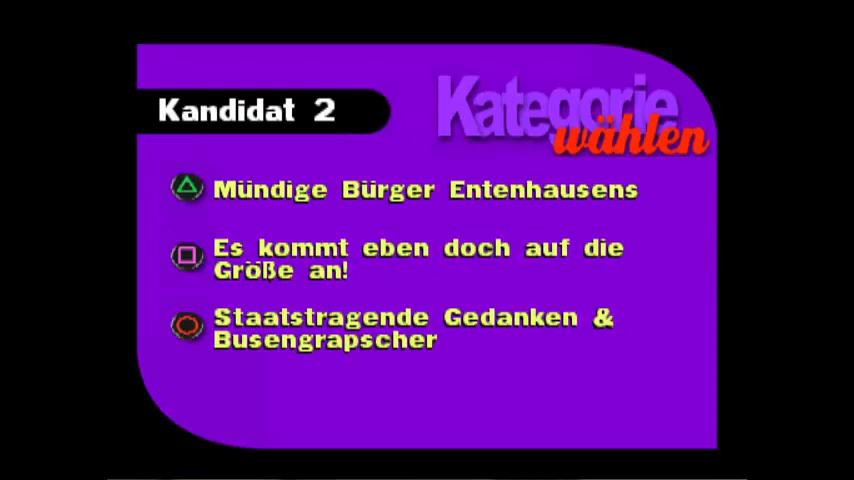 Kandidat 2
Kategorie
wählen
Mündige Bürger Entenhausens
Es kommt eben doch auf die
Größe an!
Staatstragende Gedanken &
Busengrapscher